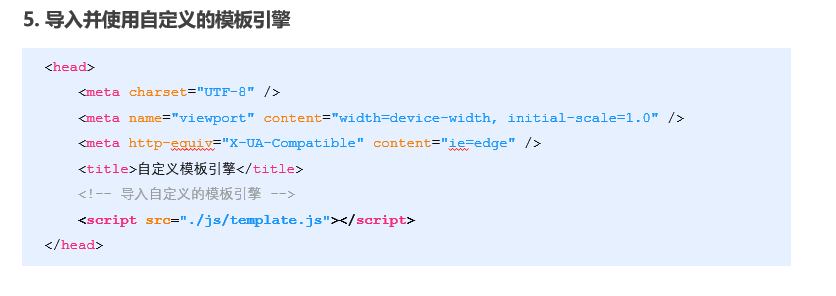 5. 导入并使用自定义的模板引擎
<head>
<meta charset="UTF-8" />
<meta name="viewport" content="width=device-width, initial-scale=1.0" />
<meta http-equiv="X-UA-Compatible" content="ie=edge" />
<title>自定义模板引擎</title>
<!-- 导入自定义的模板引擎 -->
<script src="./js/template.js"></script>
</head>